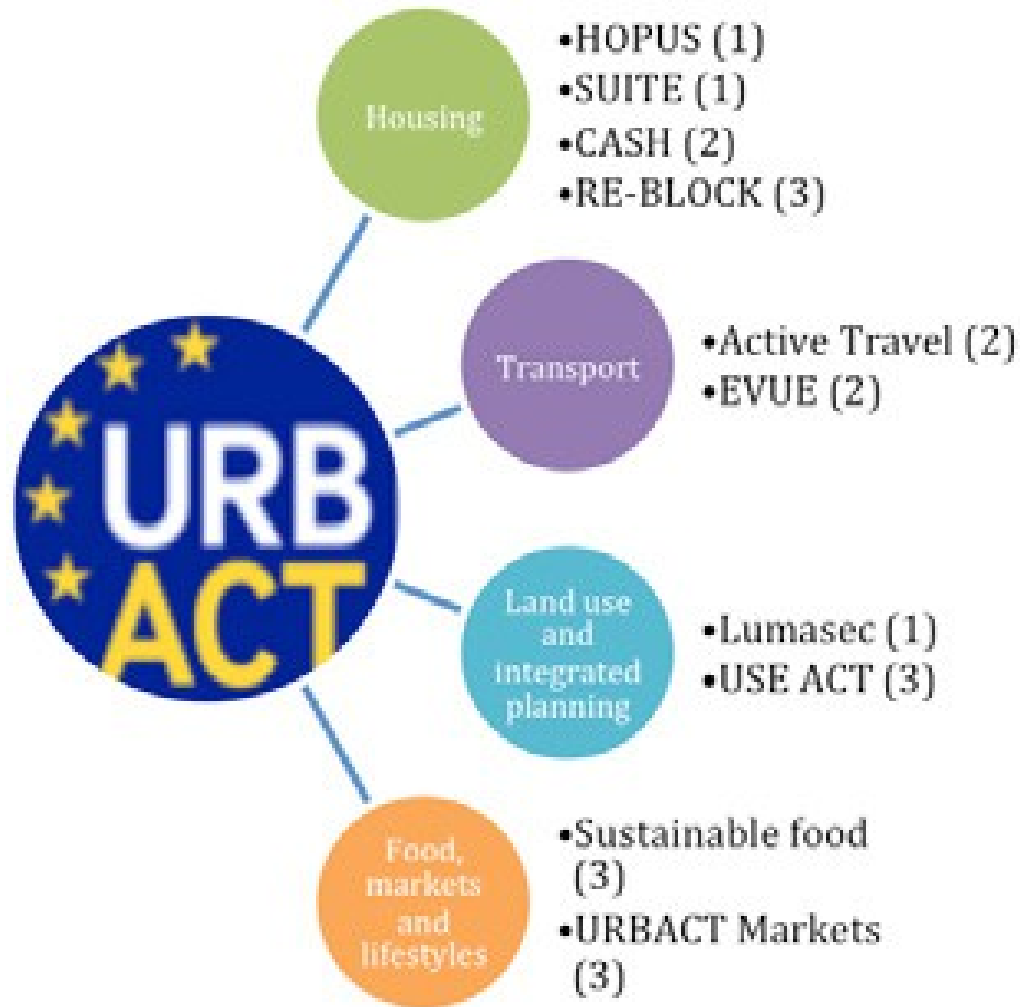 Housing
•HOPUS (1)
•SUITE (1)
•CASH (2)
•RE-BLOCK (3)
Transport
•Active Travel (2)
•EVUE (2)
URB
ACT
Land use
and
integrated
planning
•Lumasec (1)
•USE ACT (3)
Food,
markets
and
lifestyles
•Sustainable food
(3)
•URBACT Markets
(3)